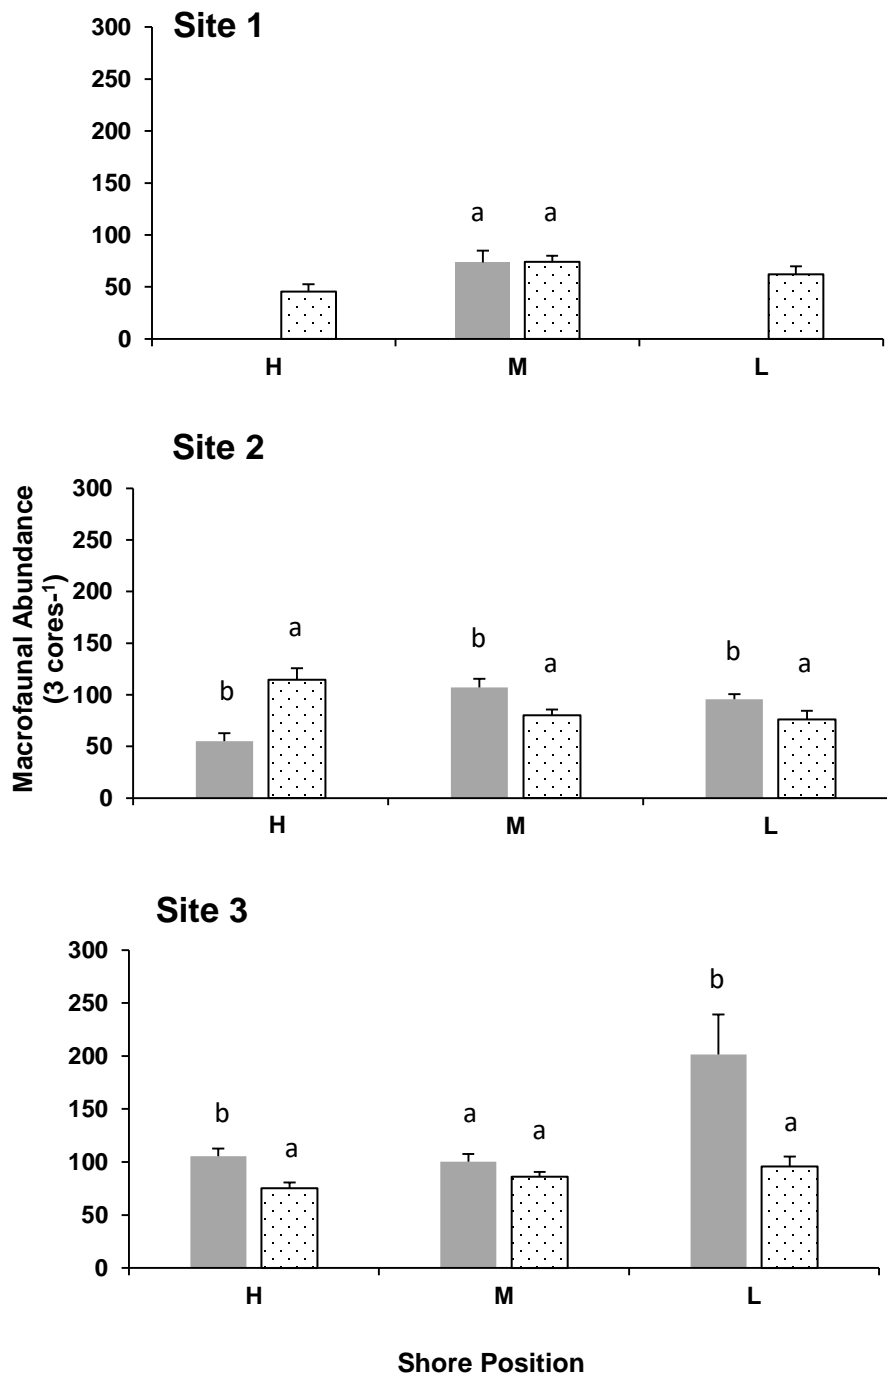 Site 1
300
250
200
150
100
50
0
a a
H M L
Site 2
Macrofaunal Abundance
(3 cores-¹)
300
250
200
150
100
50
0
b a b a b a
H M L
Site 3
300
250
200
150
100
50
0
b a a a b a
H M L
Shore Position